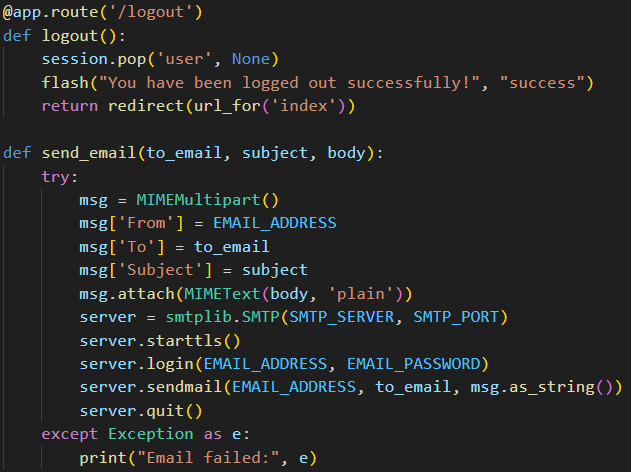 @app.route('/logout')
def logout():
    session.pop('user', None)
    flash("You have been logged out successfully!", "success")
    return redirect(url_for('index'))

def send_email(to_email, subject, body):
    try:
        msg = MIMEMultipart()
        msg['From'] = EMAIL_ADDRESS
        msg['To'] = to_email
        msg['Subject'] = subject
        msg.attach(MIMEText(body, 'plain'))
        server = smtplib.SMTP(SMTP_SERVER, SMTP_PORT)
        server.starttls()
        server.login(EMAIL_ADDRESS, EMAIL_PASSWORD)
        server.sendmail(EMAIL_ADDRESS, to_email, msg.as_string())
        server.quit()
    except Exception as e:
        print("Email failed:", e)